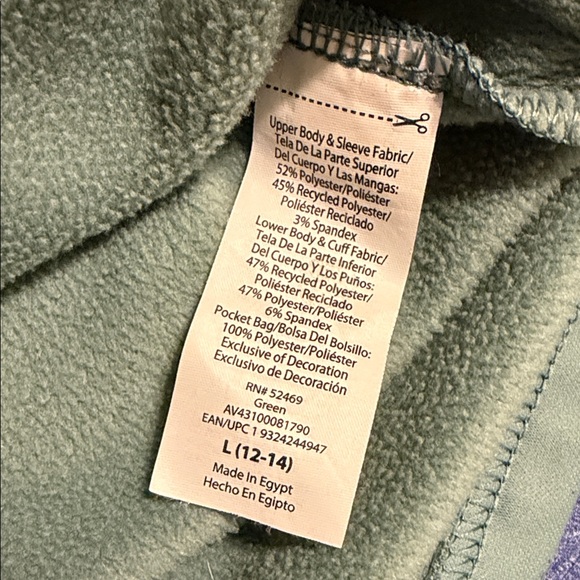 Upper Body & Sleeve Fabric/
Tela De La Parte Superior
Del Cuerpo Y Las Mangas:
52% Polyester/Poliéster
45% Recycled Polyester/
Poliéster Reciclado
3% Spandex
Lower Body & Cuff Fabric/
Tela De La Parte Inferior
Del Cuerpo Y Los Puños:
47% Recycled Polyester/
Poliéster Reciclado
47% Polyester/Poliéster
6% Spandex
Pocket Bag/Bolsa Del Bolsillo:
100% Polyester/Poliéster
Exclusive of Decoration
Exclusivo de Decoración
RN# 52469
Green
AV43100081790
EAN/UPC 1 9324244947
L (12-14)
Made In Egypt
Hecho En Egipto